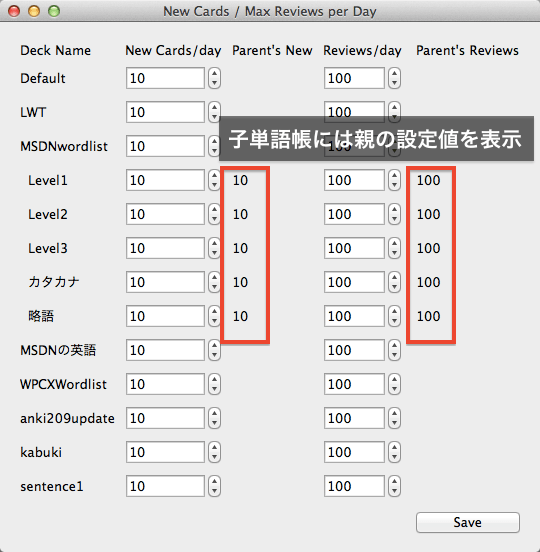 New Cards / Max Reviews per Day
Deck Name New Cards/day Parent's New Reviews/day Parent's Reviews
Default 10 100
LWT 10 100
MSDNwordlist 10 100
子単語帳には親の設定値を表示
Level1 10 10 100 100
Level2 10 10 100 100
Level3 10 10 100 100
カタカナ 10 10 100 100
略語 10 10 100 100
MSDNの英語 10 100
WPCXWordlist 10 100
anki209update 10 100
kabuki 10 100
sentence1 10 100
Save